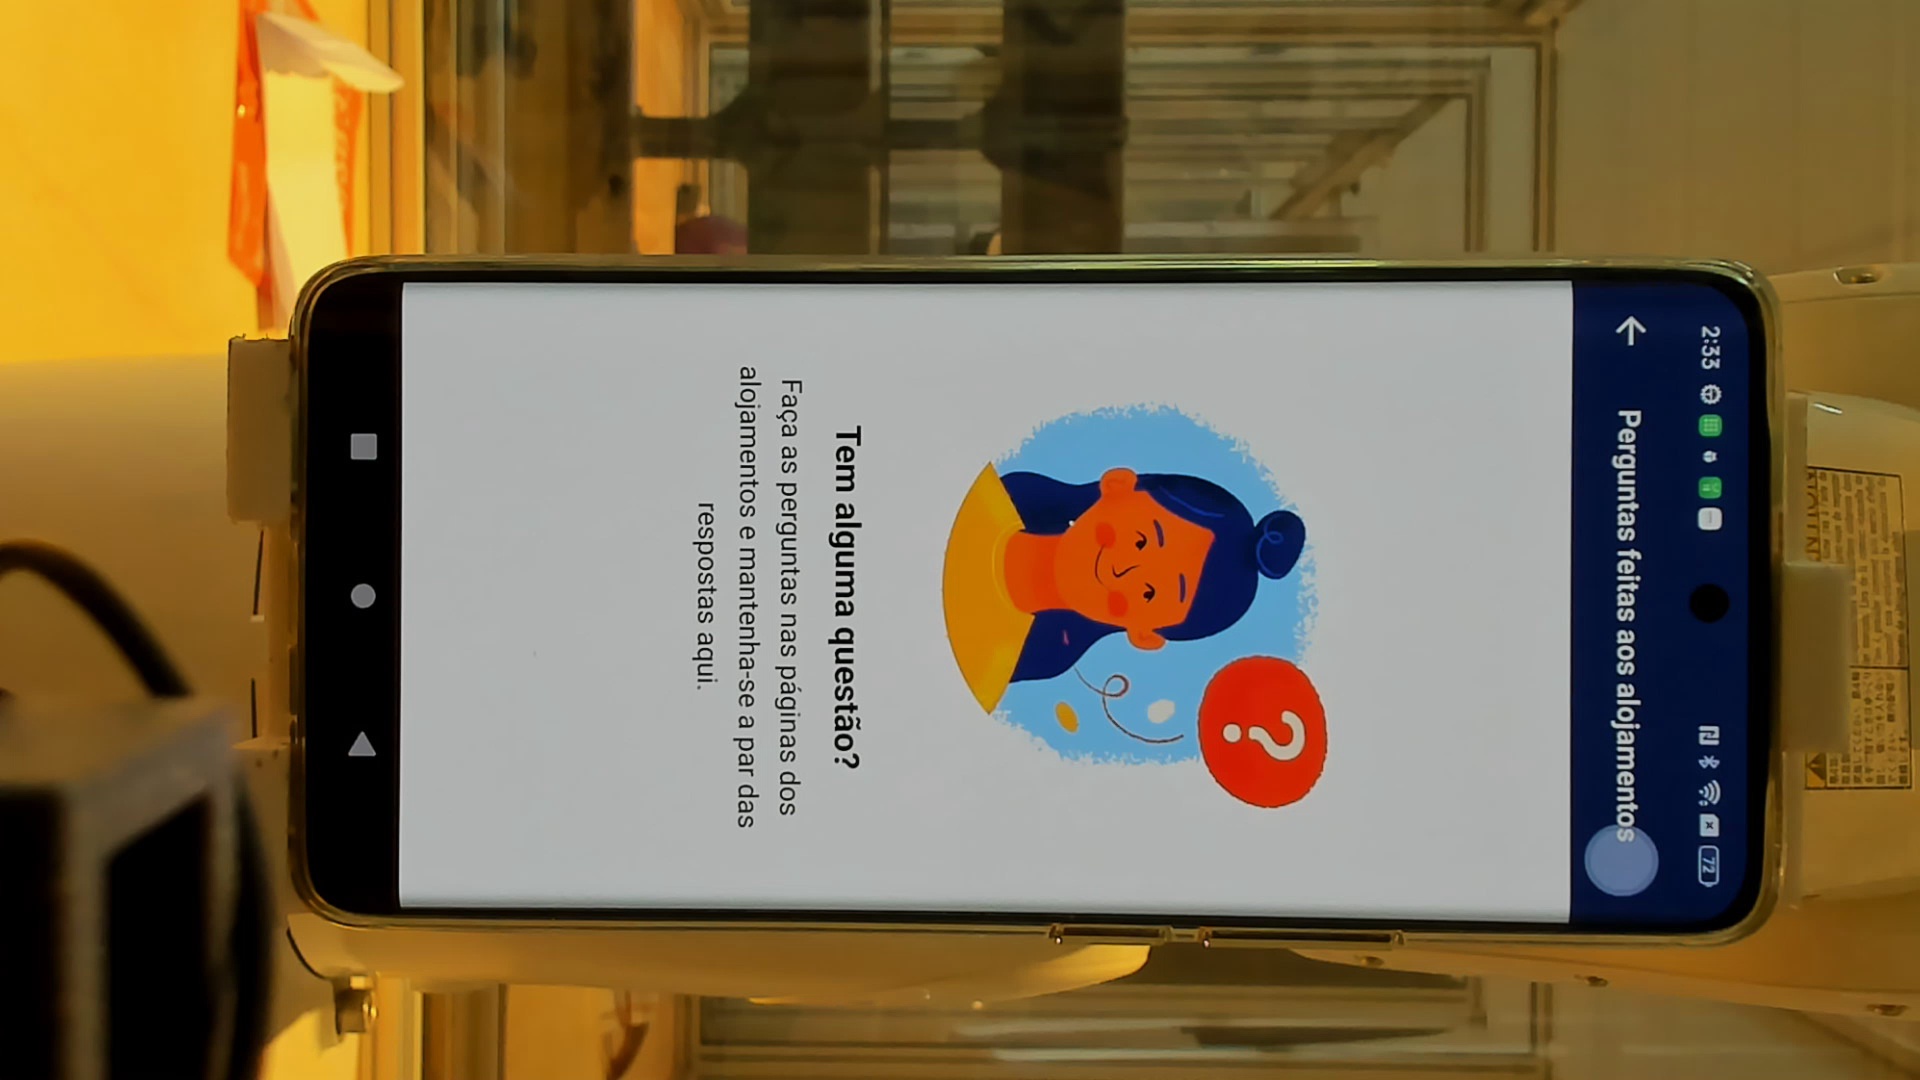 2:33
72
Perguntas feitas aos alojamentos
?
Tem alguma questão?
Faça as perguntas nas páginas dos
alojamentos e mantenha-se a par das
respostas aqui.